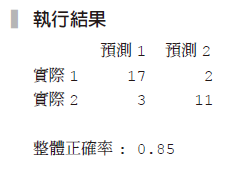 執行結果
預測 1 預測 2
實際 1 17 2
實際 2 3 11
整體正確率 : 0.85